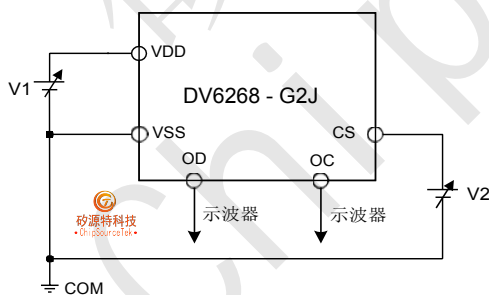 VDD
V1
DV6268 - G2J
VSS
CS
OD
OC
V2
矽源特科技
•ChipSourceTek•
示波器
示波器
COM